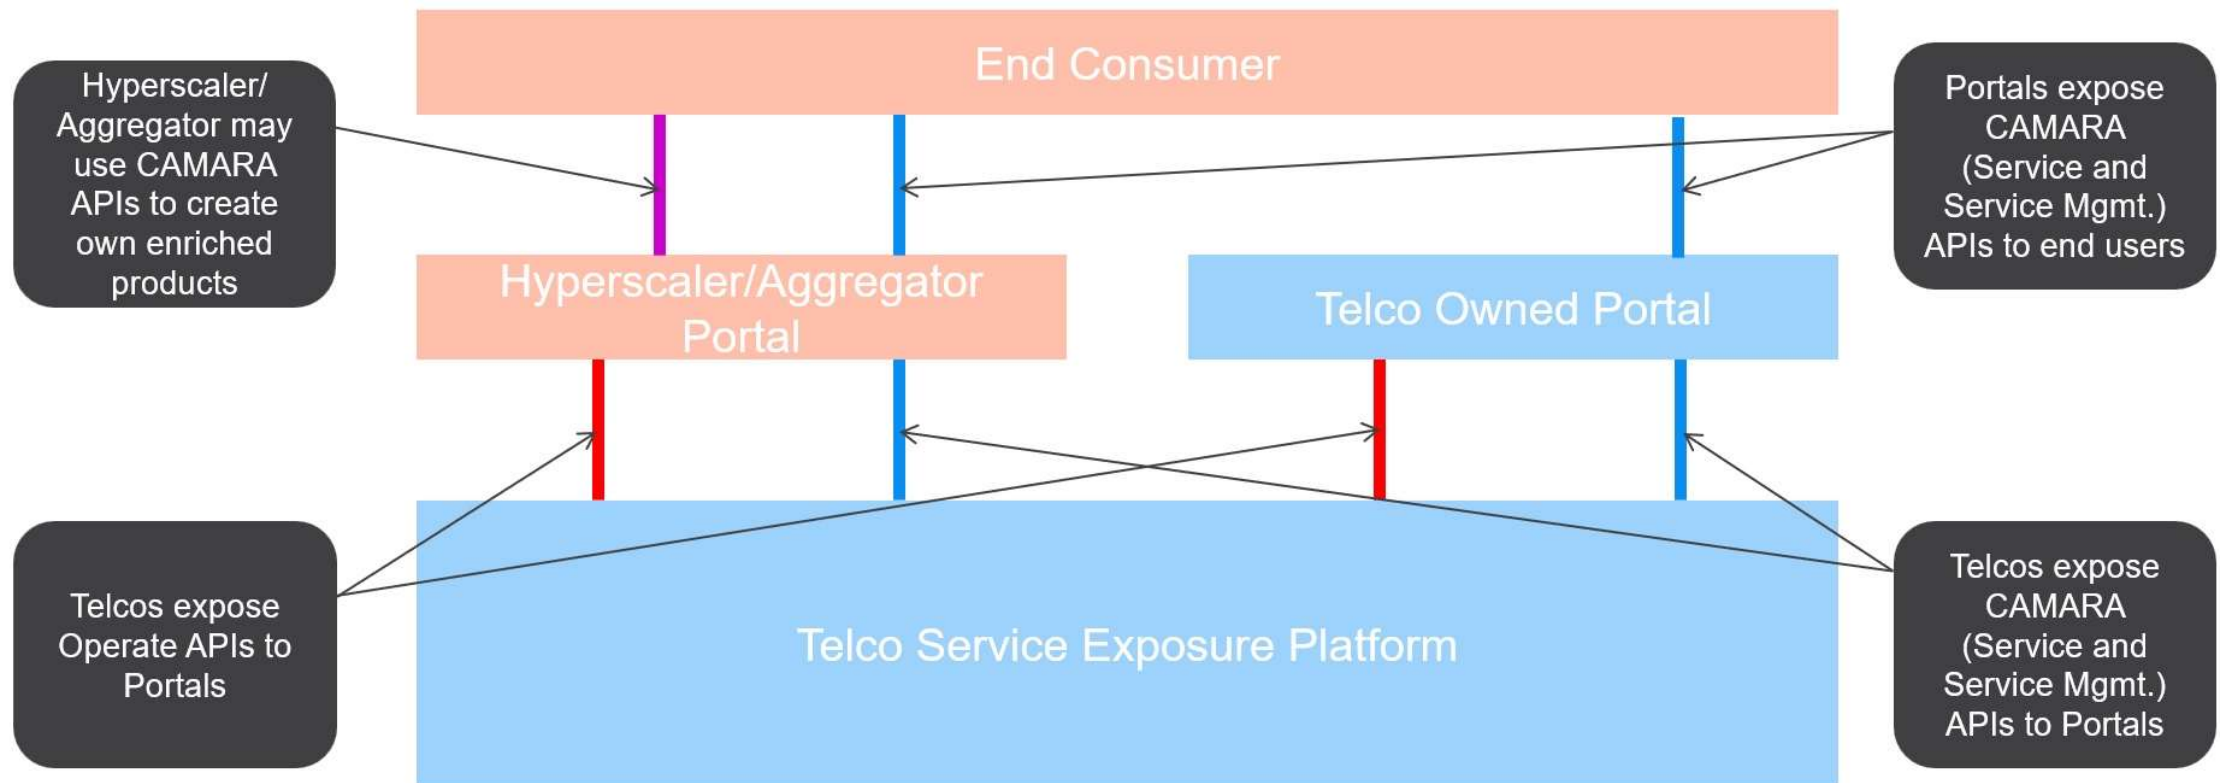 End Consumer
Hyperscaler/
Aggregator may
use CAMARA
APIs to create
own enriched
products
Portals expose
CAMARA
(Service and
Service Mgmt.)
APIs to end users
Hyperscaler/Aggregator
Portal
Telco Owned Portal
Telcos expose
Operate APIs to
Portals
Telco Service Exposure Platform
Telcos expose
CAMARA
(Service and
Service Mgmt.)
APIs to Portals